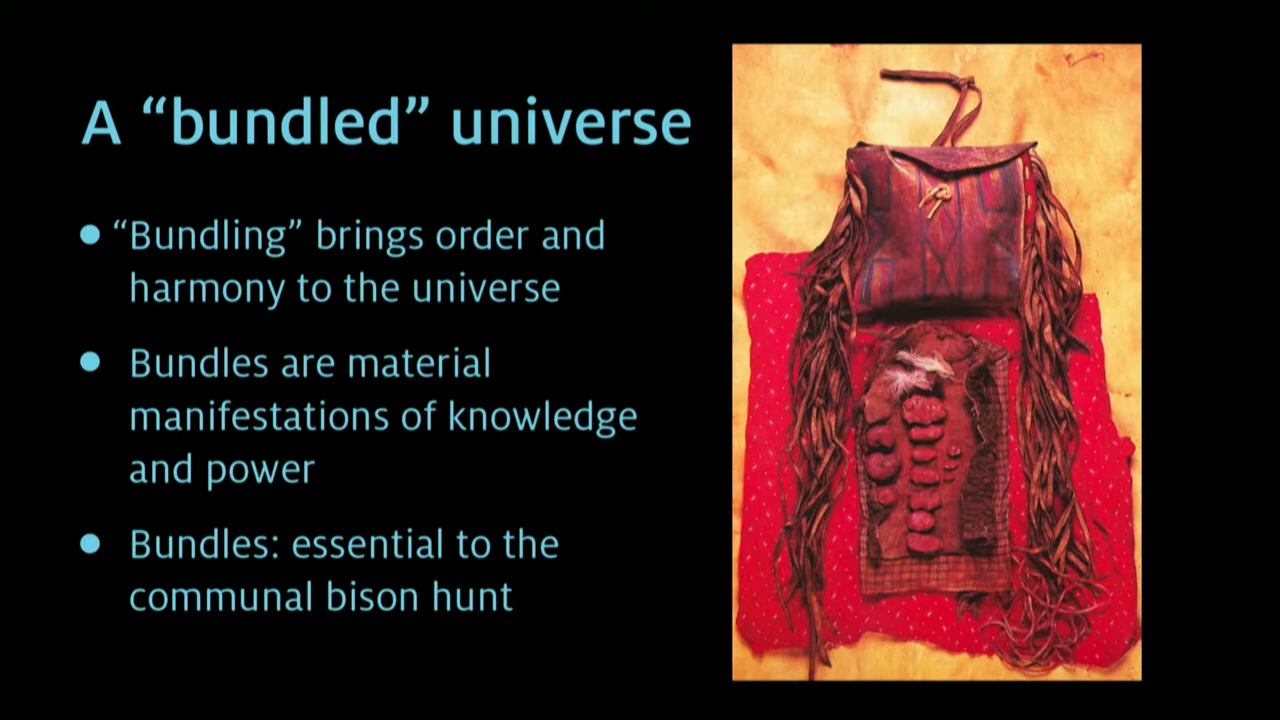 A “bundled” universe
● “Bundling” brings order and
harmony to the universe
● Bundles are material
manifestations of knowledge
and power
● Bundles: essential to the
communal bison hunt